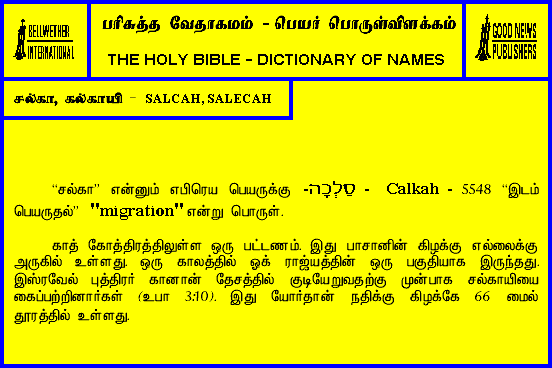 BELLWETHER
INTERNATIONAL
பரிசுத்த வேதாகமம் - பெயர் பொருள்விளக்கம்
THE HOLY BIBLE - DICTIONARY OF NAMES
GOOD NEWS
PUBLISHERS
சல்கா, கல்காயி - SALCAH, SALECAH
“சல்கா” என்னும் எபிரெய பெயருக்கு -סַלְכָה - Calkah - 5548 “இடம்
பெயருதல்” "migration" என்று பொருள்.
காத் கோத்திரத்திலுள்ள ஒரு பட்டணம். இது பாசானின் கிழக்கு எல்லைக்கு
அருகில் உள்ளது. ஒரு காலத்தில் ஓக் ராஜ்யத்தின் ஒரு பகுதியாக இருந்தது.
இஸ்ரவேல் புத்திரர் கானான் தேசத்தில் குடியேறுவதற்கு முன்பாக சல்காயியை
கைப்பற்றினார்கள் (உபா 3:10). இது யோர்தான் நதிக்கு கிழக்கே 66 மைல்
தூரத்தில் உள்ளது.